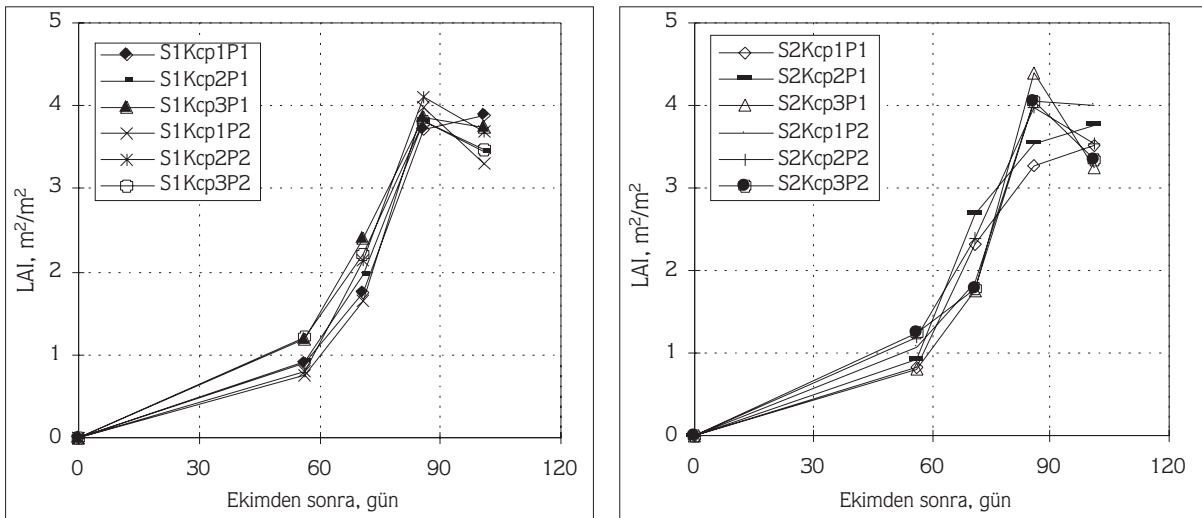 5
4
3
2
1
0
LAI, m²/m²
S1Kcp1P1
S1Kcp2P1
S1Kcp3P1
S1Kcp1P2
S1Kcp2P2
S1Kcp3P2
0 30 60 90 120
Ekimden sonra, gün
5
4
3
2
1
0
LAI, m²/m²
S2Kcp1P1
S2Kcp2P1
S2Kcp3P1
S2Kcp1P2
S2Kcp2P2
S2Kcp3P2
0 30 60 90 120
Ekimden sonra, gün